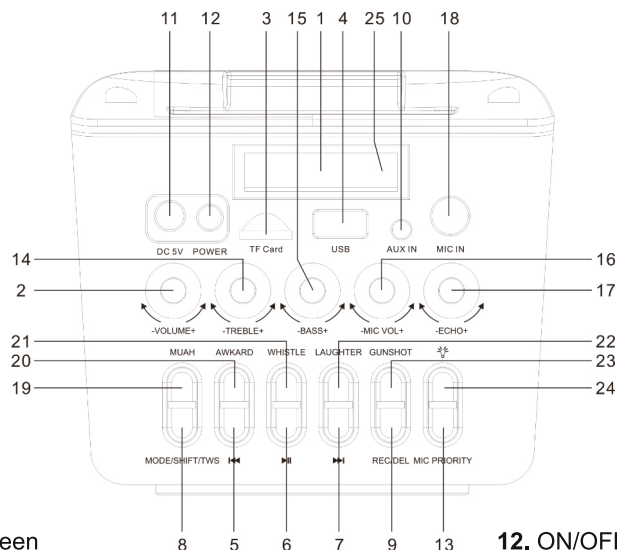 11 12 3 15 1 4 25 10 18
DC 5V POWER TF Card USB AUX IN MIC IN
14 16
2 17
-VOLUME+ -TREBLE+ -BASS+ -MIC VOL+ -ECHO+
21 22
MUAH AWKARD WHISTLE LAUGHTER GUNSHOT
20 23
19 24
MODE/SHIFT/TWS REC/DEL MIC PRIORITY
8 5 6 7 9 13
een 12. ON/OF